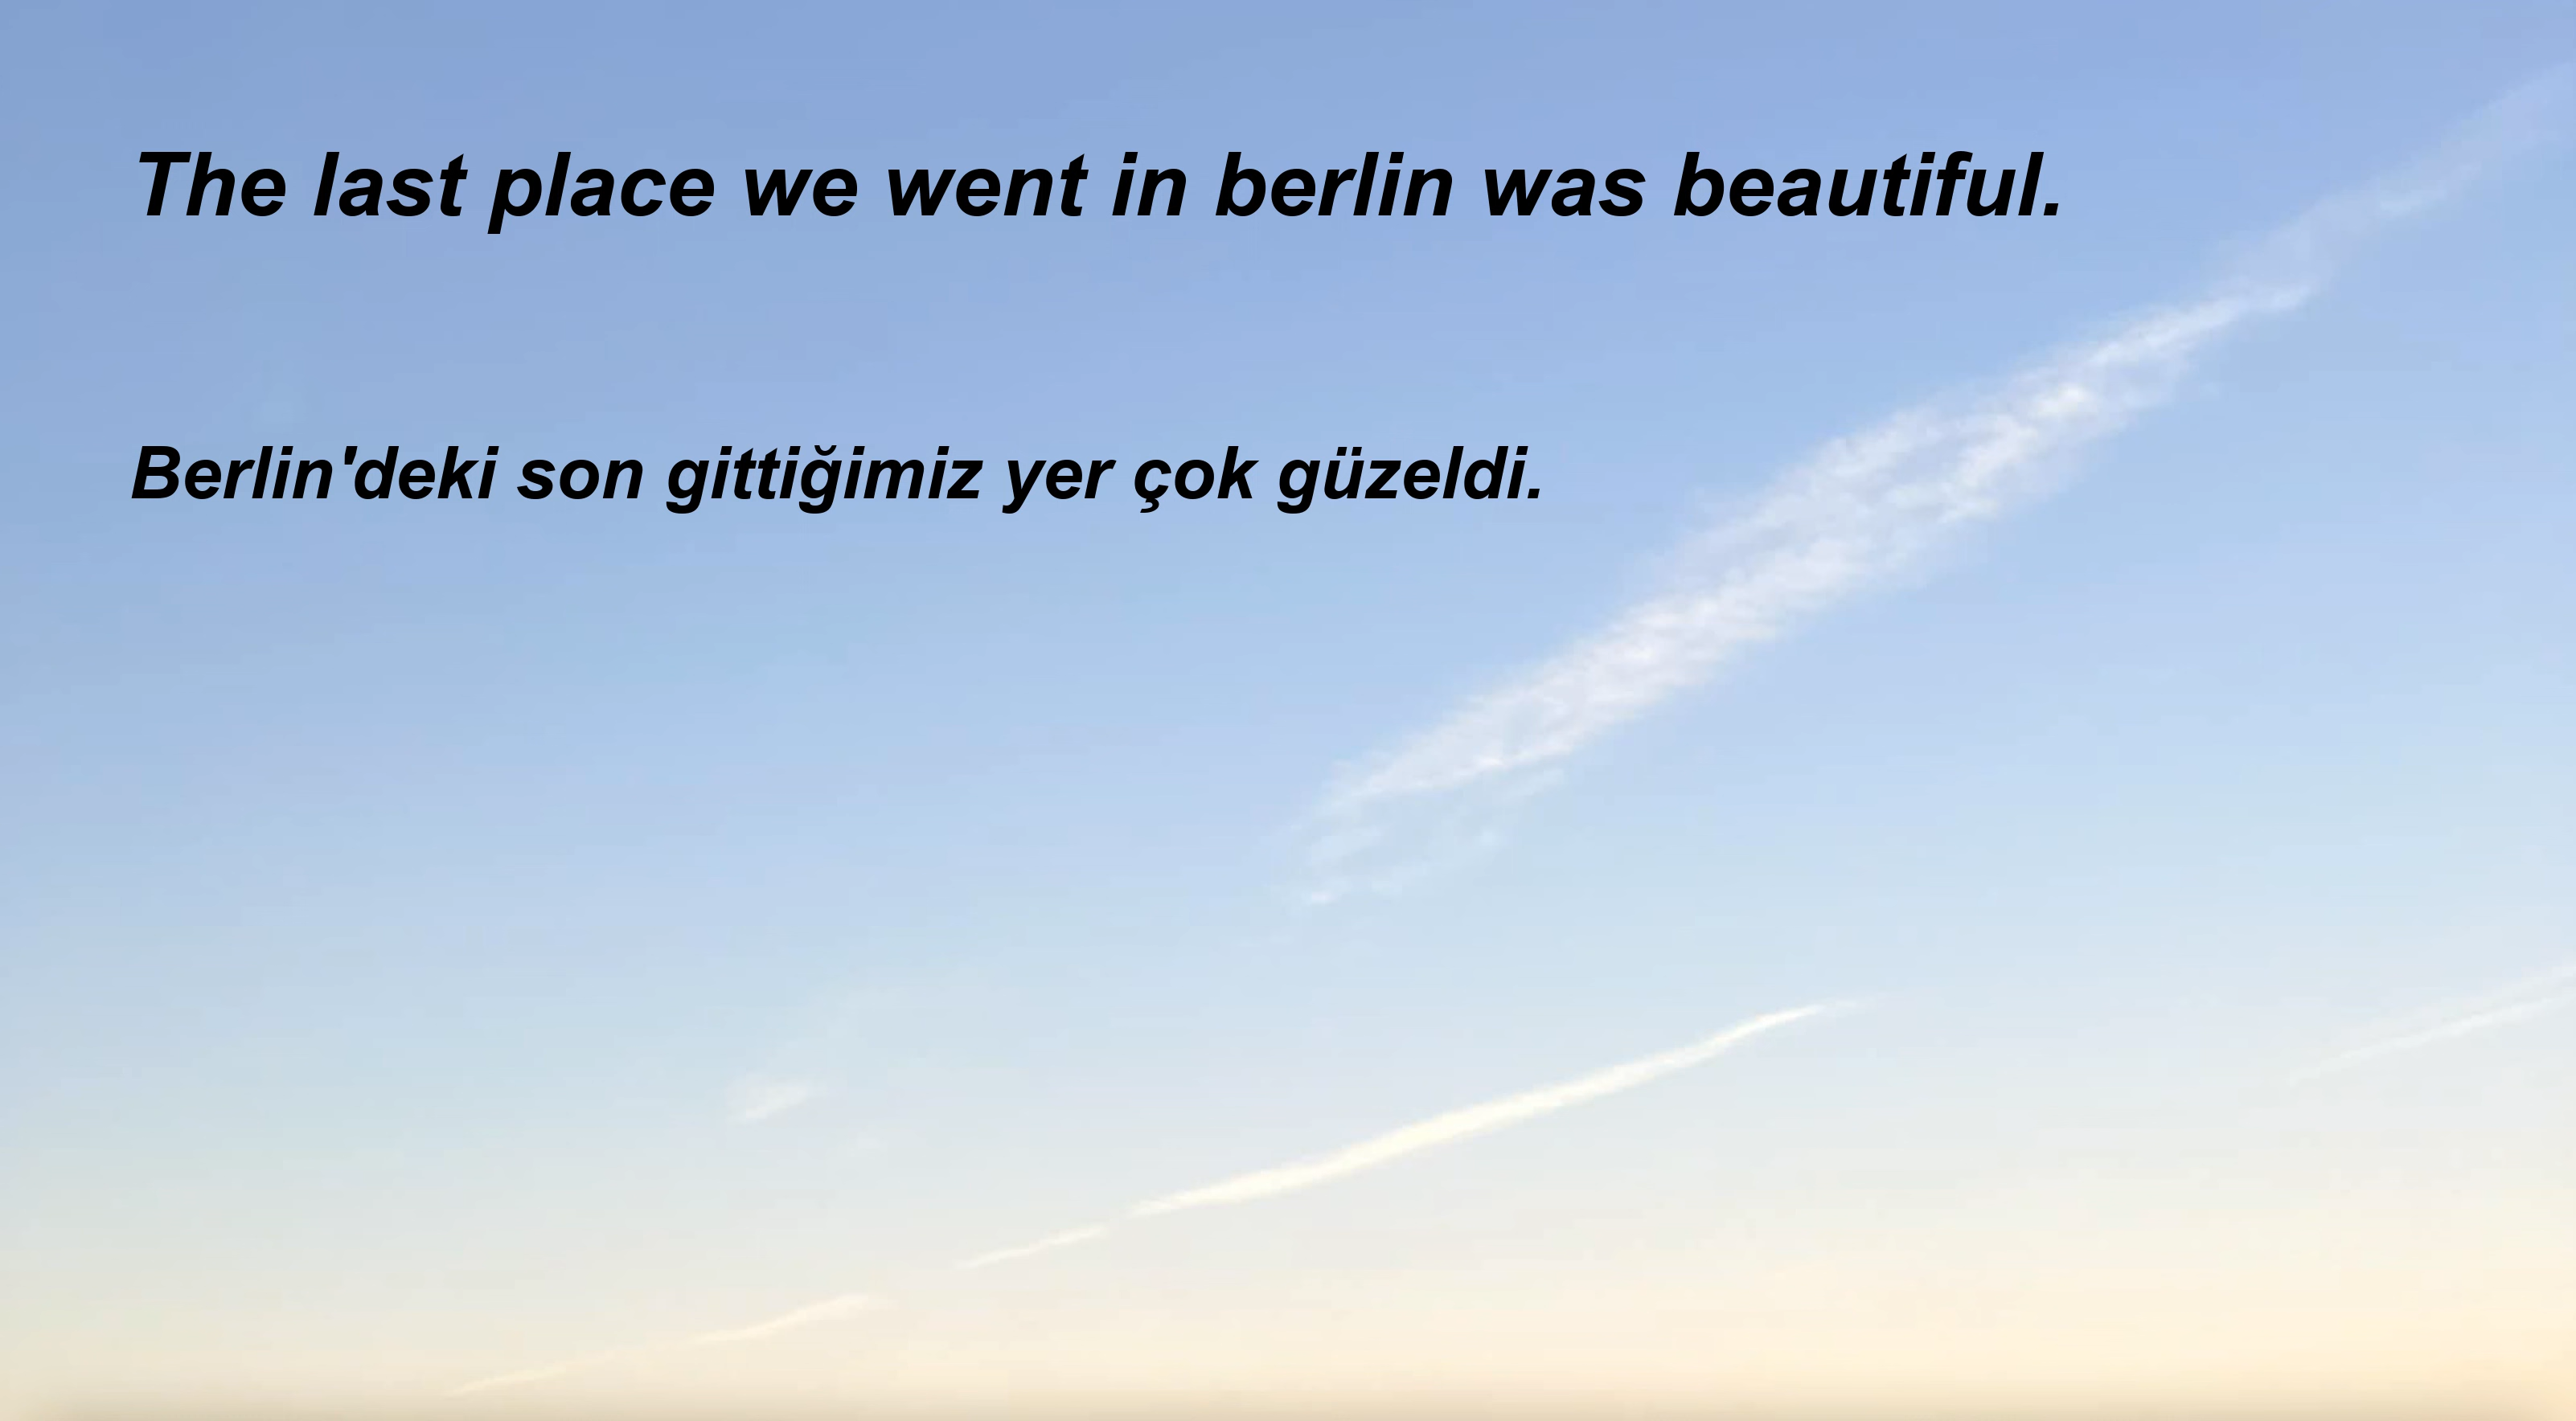 The last place we went in berlin was beautiful.
Berlin'deki son gittiğimiz yer çok güzeldi.